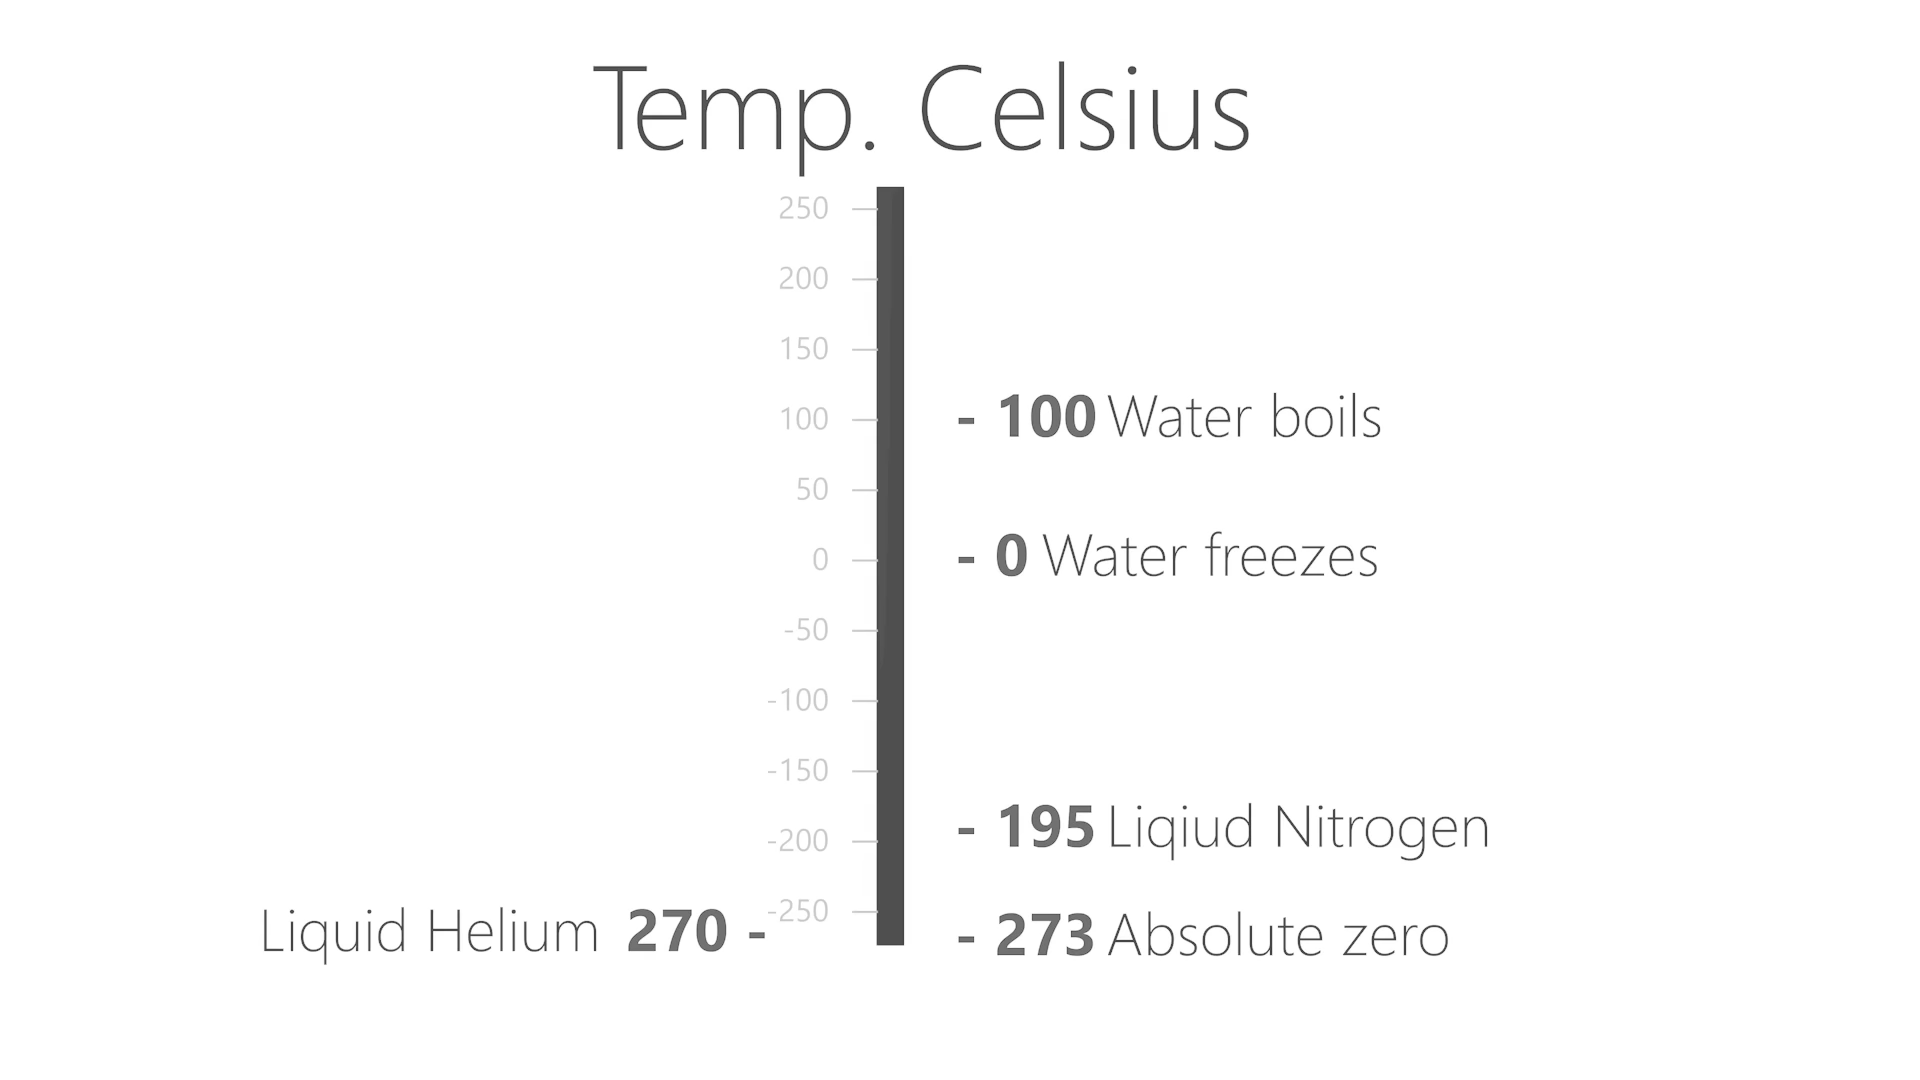 Temp. Celsius
250
200
150
100
- 100 Water boils
50
0
- 0 Water freezes
-50
-100
-150
- 195 Liqiud Nitrogen
-200
-250
Liquid Helium 270 -
- 273 Absolute zero